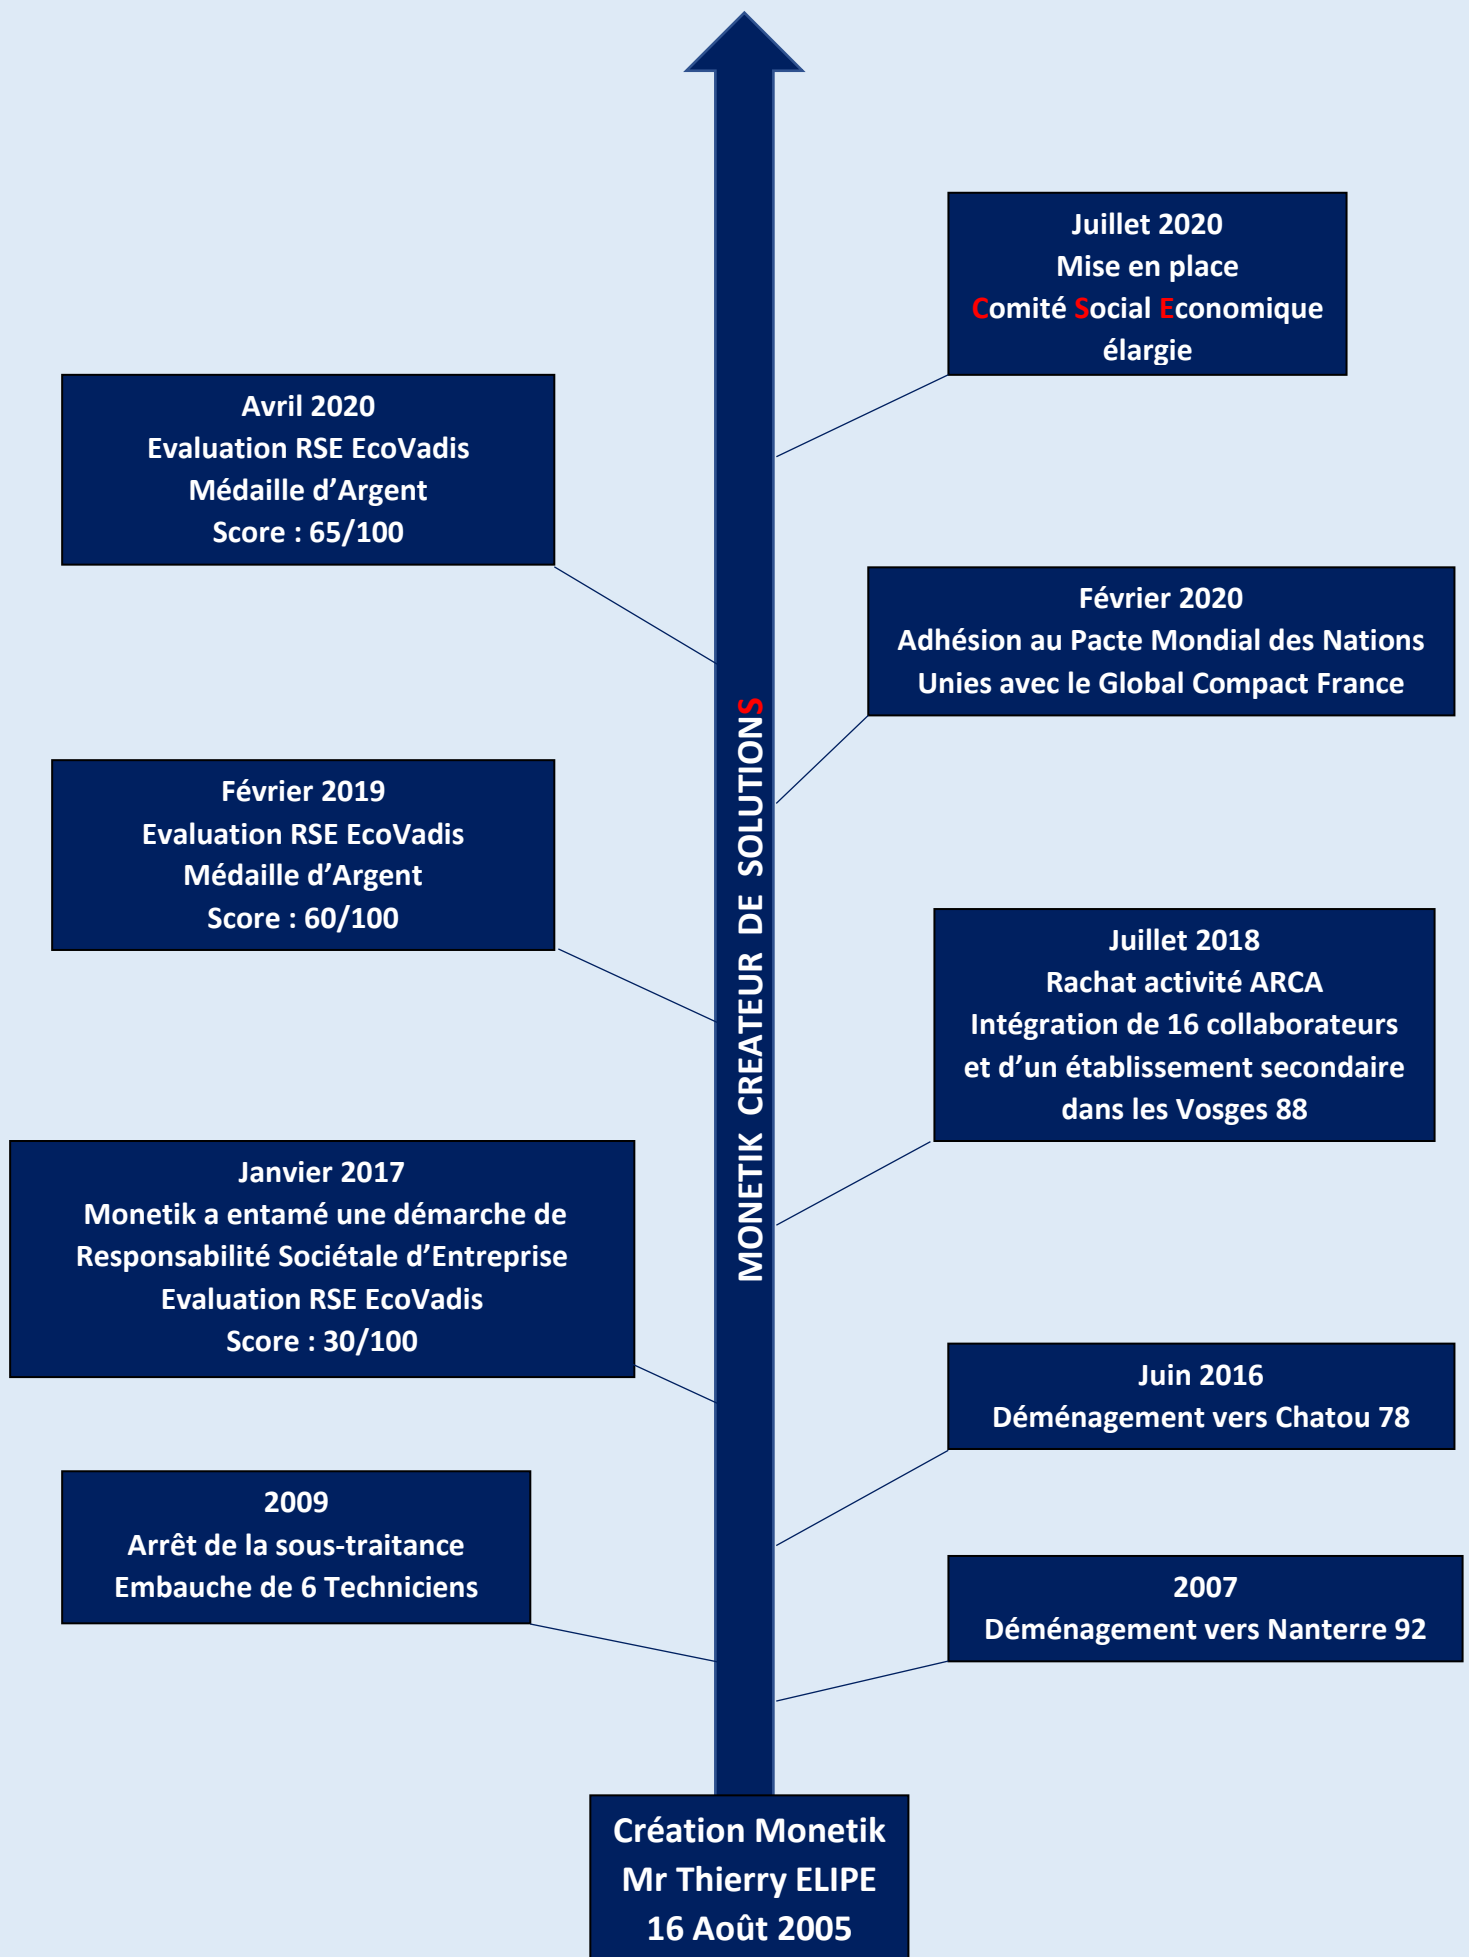 Juillet 2020
Mise en place
Comité Social Economique
élargie
Avril 2020
Evaluation RSE EcoVadis
Médaille d’Argent
Score : 65/100
Février 2020
Adhésion au Pacte Mondial des Nations
Unies avec le Global Compact France
MONETIK CREATEUR DE SOLUTIONS
Février 2019
Evaluation RSE EcoVadis
Médaille d’Argent
Score : 60/100
Juillet 2018
Rachat activité ARCA
Intégration de 16 collaborateurs
et d’un établissement secondaire
dans les Vosges 88
Janvier 2017
Monetik a entamé une démarche de
Responsabilité Sociétale d’Entreprise
Evaluation RSE EcoVadis
Score : 30/100
Juin 2016
Déménagement vers Chatou 78
2009
Arrêt de la sous-traitance
Embauche de 6 Techniciens
2007
Déménagement vers Nanterre 92
Création Monetik
Mr Thierry ELIPE
16 Août 2005